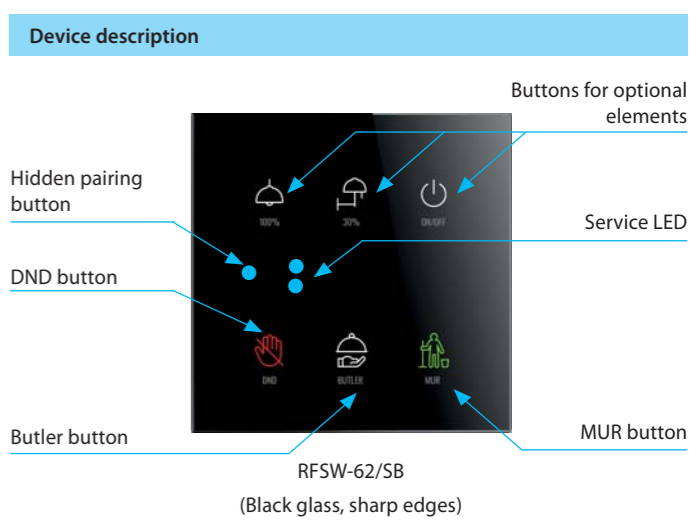 Device description
Buttons for optional
elements
Hidden pairing
button
Service LED
DND button
Butler button
MUR button
100%
30%
ON/OFF
DND
BUTLER
MUR
RFSW-62/SB
(Black glass, sharp edges)